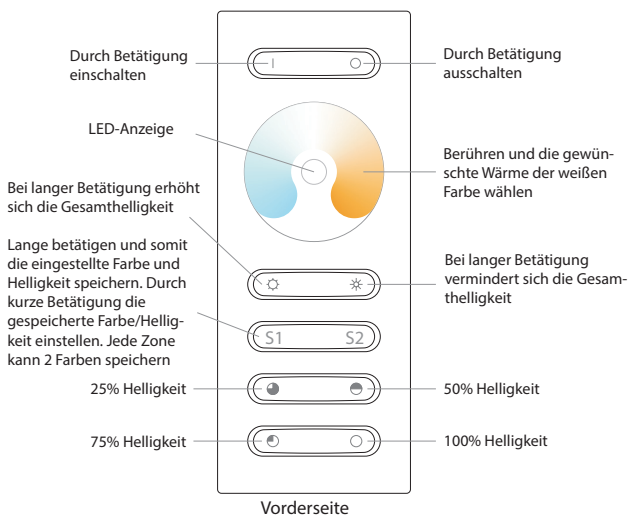 Durch Betätigung
einschalten
Durch Betätigung
ausschalten
LED-Anzeige
Berühren und die gewün-
schte Wärme der weißen
Farbe wählen
Bei langer Betätigung erhöht
sich die Gesamthelligkeit
Lange betätigen und somit
die eingestellte Farbe und
Helligkeit speichern. Durch
kurze Betätigung die
gespeicherte Farbe/Hellig-
keit einstellen. Jede Zone
kann 2 Farben speichern
Bei langer Betätigung
vermindert sich die Gesam-
thelligkeit
S1 S2
25% Helligkeit
50% Helligkeit
75% Helligkeit
100% Helligkeit
Vorderseite